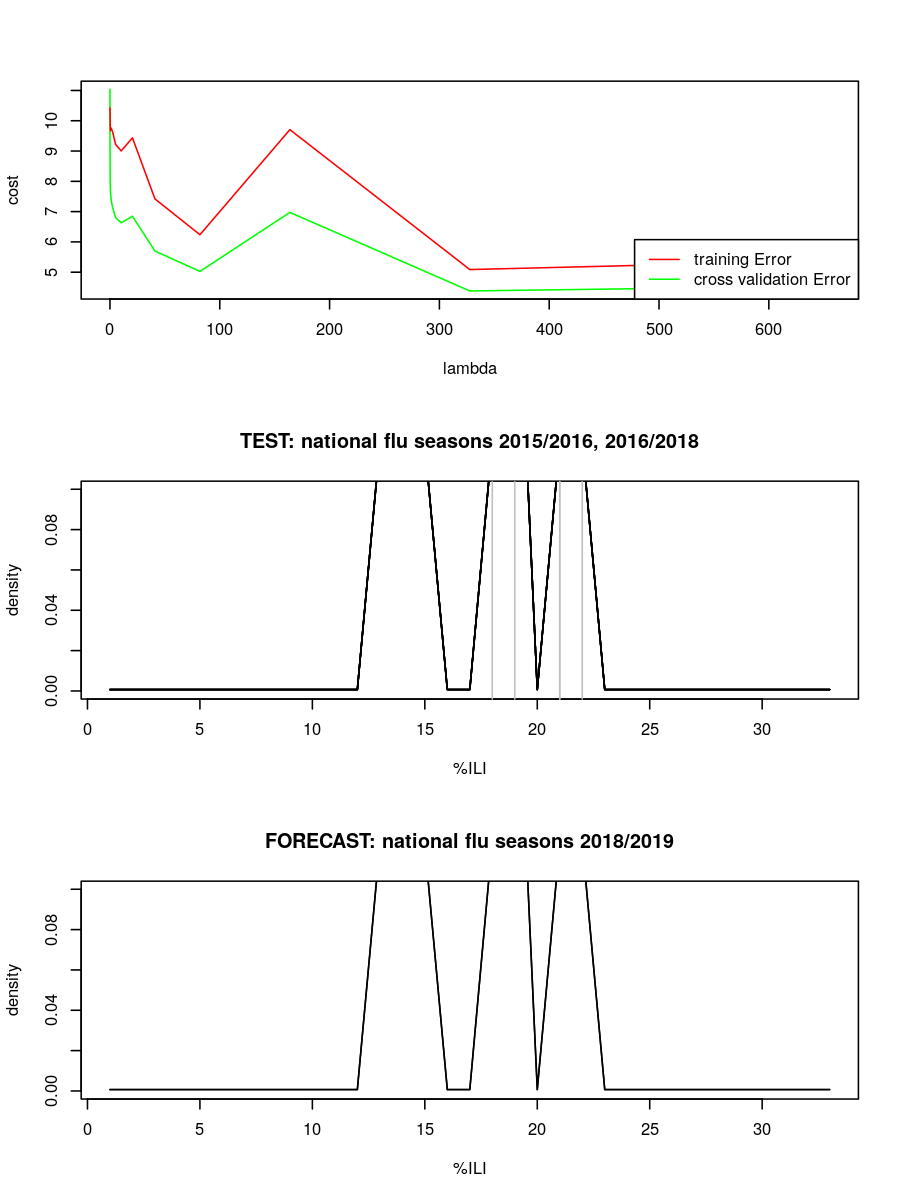 cost
5 6 7 8 9 10
0 100 200 300 400 500 600
lambda
training Error
cross validation Error
TEST: national flu seasons 2015/2016, 2016/2018
density
0.00 0.04 0.08
0 5 10 15 20 25 30
%ILI
FORECAST: national flu seasons 2018/2019
density
0.00 0.04 0.08
0 5 10 15 20 25 30
%ILI